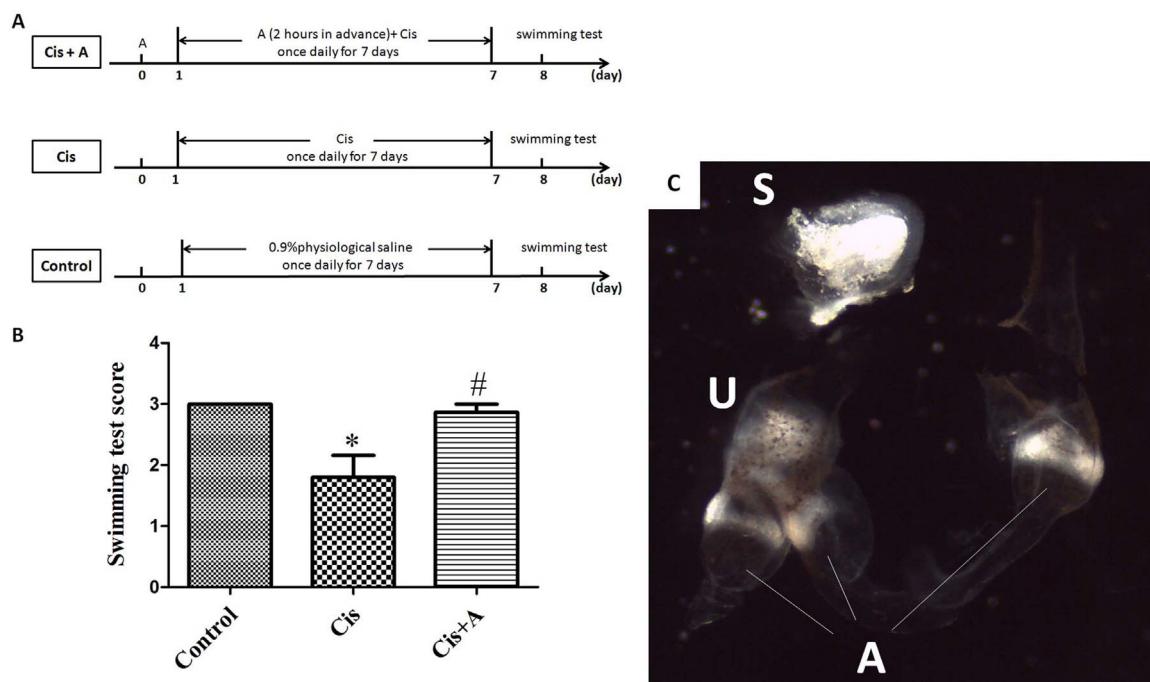 A
Cis + A
A
A (2 hours in advance)+ Cis
once daily for 7 days
swimming test
0 1 7 8 (day)
Cis
Cis
once daily for 7 days
swimming test
0 1 7 8 (day)
Control
0.9%physiological saline
once daily for 7 days
swimming test
0 1 7 8 (day)
B
Swimming test score
4
3
2
1
0
*
#
Control
Cis
Cis+A
C
S
U
A